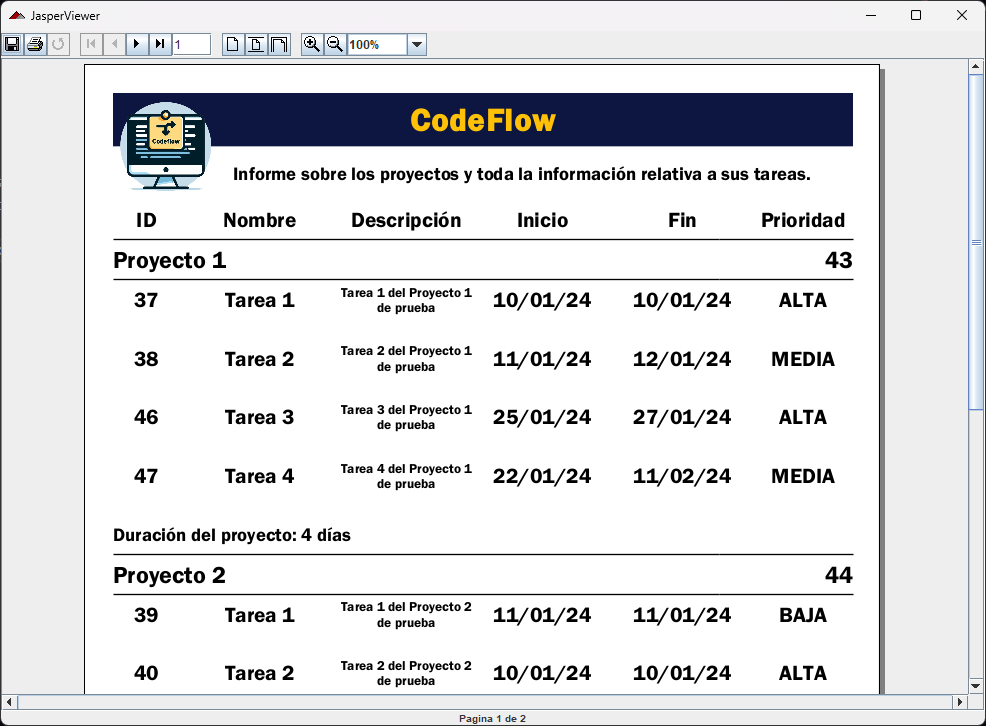 JasperViewer
1
100%
CodeFlow
Codeflow
Informe sobre los proyectos y toda la información relativa a sus tareas.
ID Nombre Descripción Inicio Fin Prioridad
Proyecto 1 43
37 Tarea 1 Tarea 1 del Proyecto 1 de prueba 10/01/24 10/01/24 ALTA
38 Tarea 2 Tarea 2 del Proyecto 1 de prueba 11/01/24 12/01/24 MEDIA
46 Tarea 3 Tarea 3 del Proyecto 1 de prueba 25/01/24 27/01/24 ALTA
47 Tarea 4 Tarea 4 del Proyecto 1 de prueba 22/01/24 11/02/24 MEDIA
Duración del proyecto: 4 días
Proyecto 2 44
39 Tarea 1 Tarea 1 del Proyecto 2 de prueba 11/01/24 11/01/24 BAJA
40 Tarea 2 Tarea 2 del Proyecto 2 de prueba 10/01/24 10/01/24 ALTA
Pagina 1 de 2